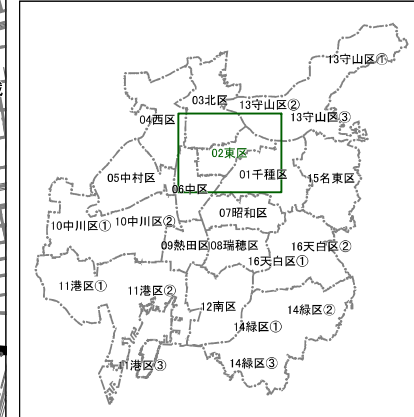 13守山区①
03北区
13守山区②
04西区
13守山区③
02東区
01千種区
05中村区
15名東区
06中区
07昭和区
10中川区①
10中川区②
09熱田区
08瑞穂区
16天白区②
16天白区①
11港区①
11港区②
12南区
14緑区②
14緑区①
14緑区③
1港区③